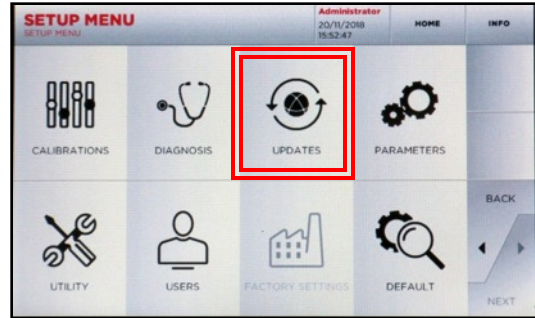 SETUP MENU
SETUP MENU
Administrator
20/11/2018
15:52:47
HOME
INFO
CALIBRATIONS
DIAGNOSIS
UPDATES
PARAMETERS
BACK
UTILITY
USERS
FACTORY SETTINGS
DEFAULT
NEXT